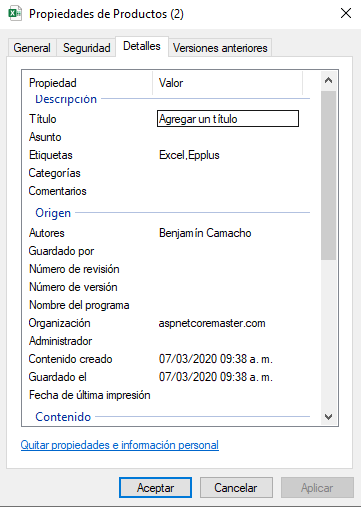 Propiedades de Productos (2)
General Seguridad Detalles Versiones anteriores
Propiedad Valor
Descripción
Título Agregar un título
Asunto
Etiquetas Excel,Epplus
Categorías
Comentarios
Origen
Autores Benjamín Camacho
Guardado por
Número de revisión
Número de versión
Nombre del programa
Organización aspnetcoremaster.com
Administrador
Contenido creado 07/03/2020 09:38 a. m.
Guardado el 07/03/2020 09:38 a. m.
Fecha de última impresión
Contenido
Quitar propiedades e información personal
Aceptar Cancelar Aplicar